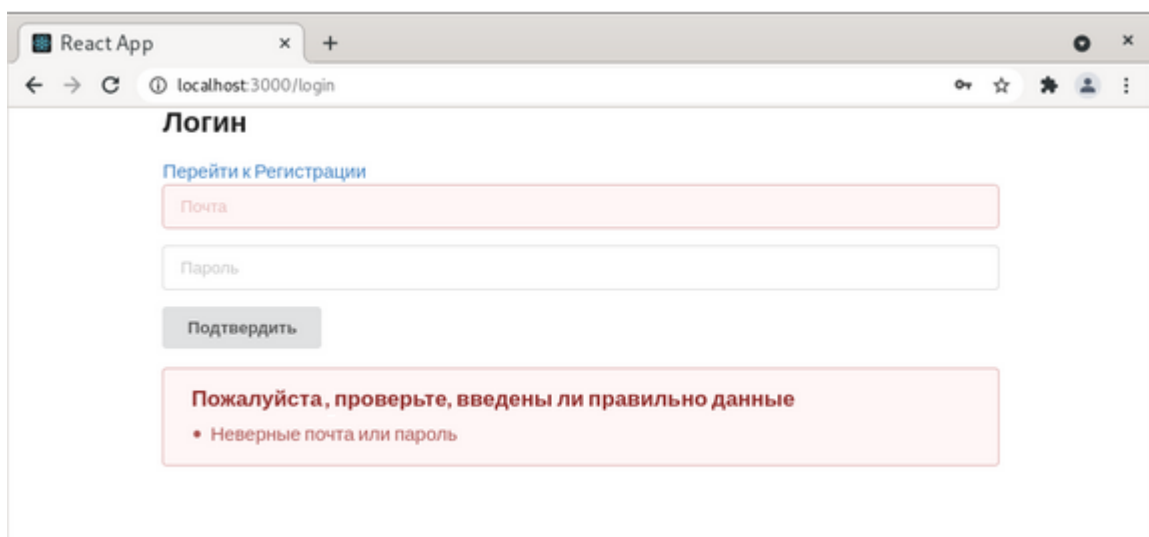 React App
localhost:3000/login
Логин
Перейти к Регистрации
Почта
Пароль
Подтвердить
Пожалуйста, проверьте, введены ли правильно данные
• Неверные почта или пароль